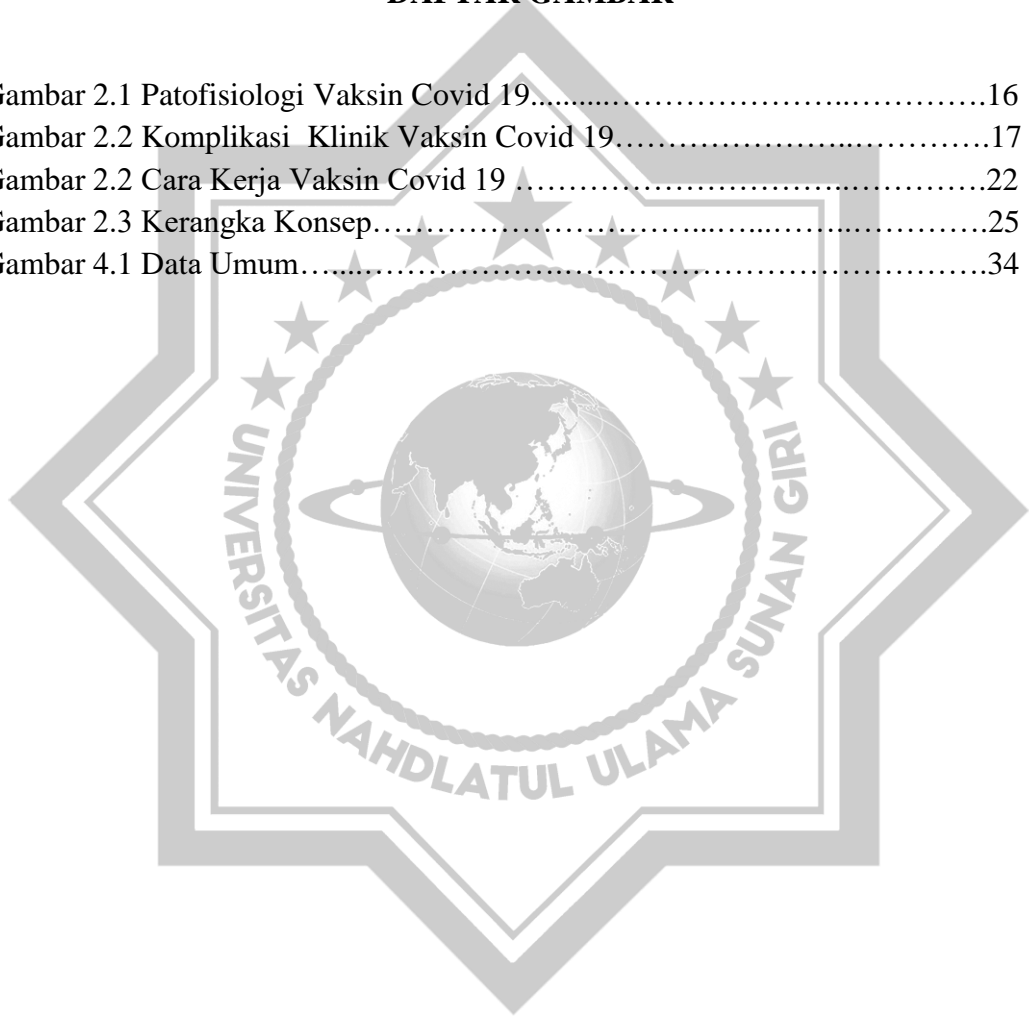 DAFTAR GAMBAR
Gambar 2.1 Patofisiologi Vaksin Covid 19..........…………………..………….16
Gambar 2.2 Komplikasi  Klinik Vaksin Covid 19…………………..………….17
Gambar 2.2 Cara Kerja Vaksin Covid 19 …………………………..………….22
Gambar 2.3 Kerangka Konsep…………………………...…..……..………….25
Gambar 4.1 Data Umum…......……………………………………………….34
UNIVERSITAS NAHDLATUL ULAMA SUNAN GIRI